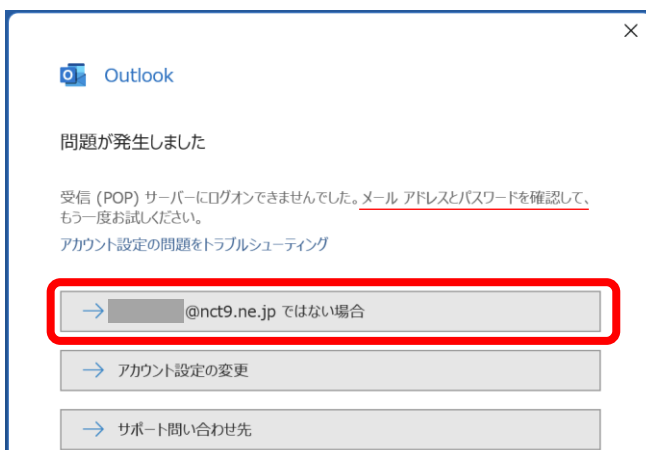 Outlook
問題が発生しました
受信 (POP) サーバーにログオンできませんでした。メール アドレスとパスワードを確認して、
もう一度お試しください。
アカウント設定の問題をトラブルシューティング
→ @nct9.ne.jp ではない場合
→ アカウント設定の変更
→ サポート問い合わせ先